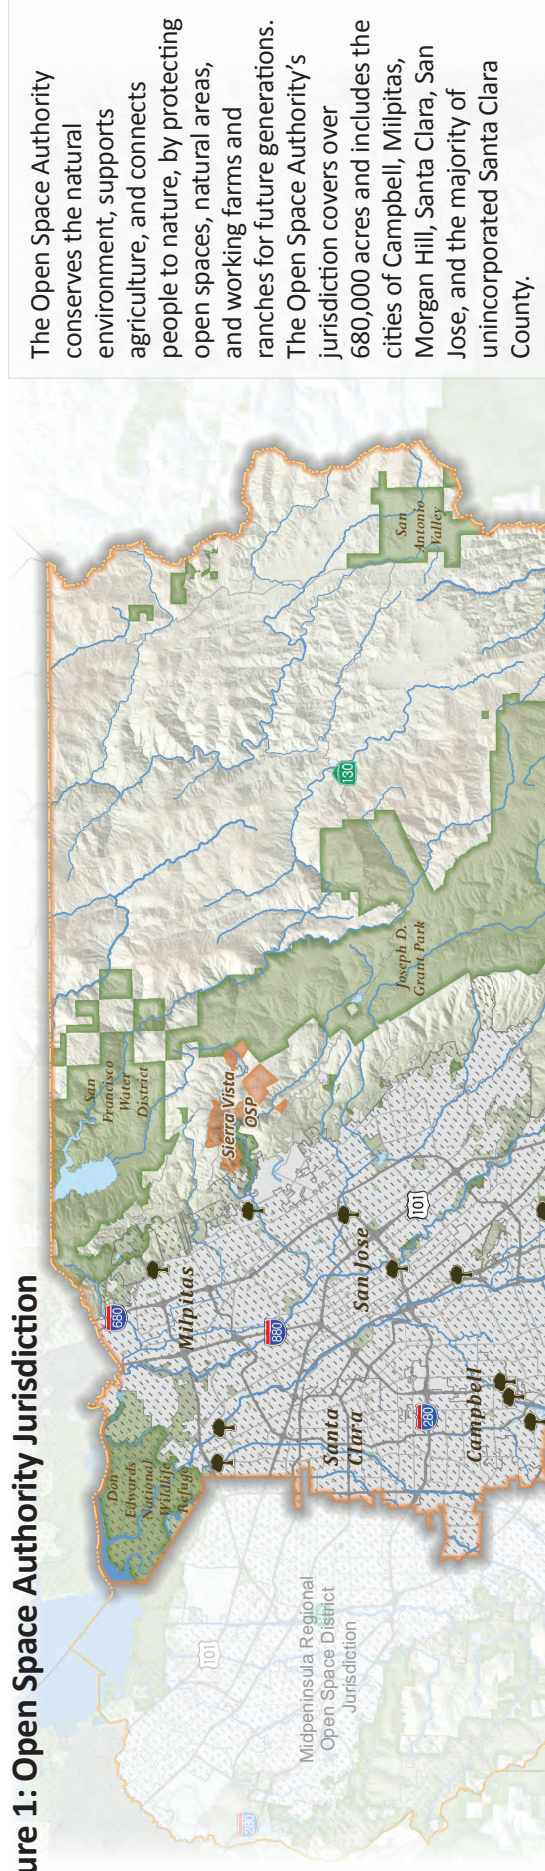 ure 1: Open Space Authority Jurisdiction
The Open Space Authority
conserves the natural
environment, supports
agriculture, and connects
people to nature, by protecting
open spaces, natural areas,
and working farms and
ranches for future generations.
The Open Space Authority's
jurisdiction covers over
680,000 acres and includes the
cities of Campbell, Milpitas,
Morgan Hill, Santa Clara, San
Jose, and the majority of
unincorporated Santa Clara
County.
Don
Edwards
National
Wildlife
Refuge
680
Milpitas
San
Francisco
Water
District
Sierra Vista
OSP
880
101
Midpeninsula Regional
Open Space District
Jurisdiction
280
Santa
Clara
San Jose
101
280
Campbell
130
Joseph D.
Grant Park
San
Antonio
Valley